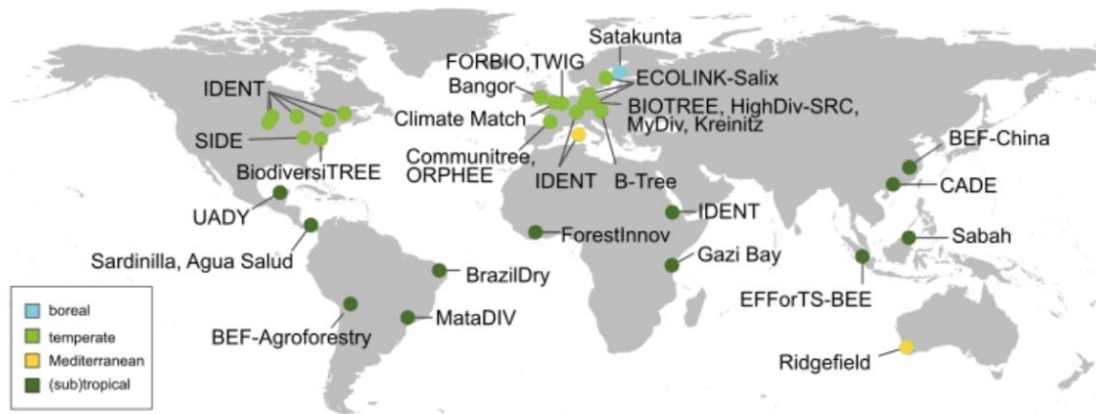 Satakunta
FORBIO,TWIG
IDENT
Bangor
ECOLINK-Salix
Climate Match
BIOTREE, HighDiv-SRC,
MyDiv, Kreinitz
SIDE
BEF-China
BiodiversiTREE
Communitree,
ORPHEE
IDENT
B-Tree
CADE
UADY
IDENT
ForestInnov
Sabah
Sardinilla, Agua Salud
Gazi Bay
BrazilDry
EFForTS-BEE
MataDIV
BEF-Agroforestry
Ridgefield
boreal
temperate
Mediterranean
(sub)tropical